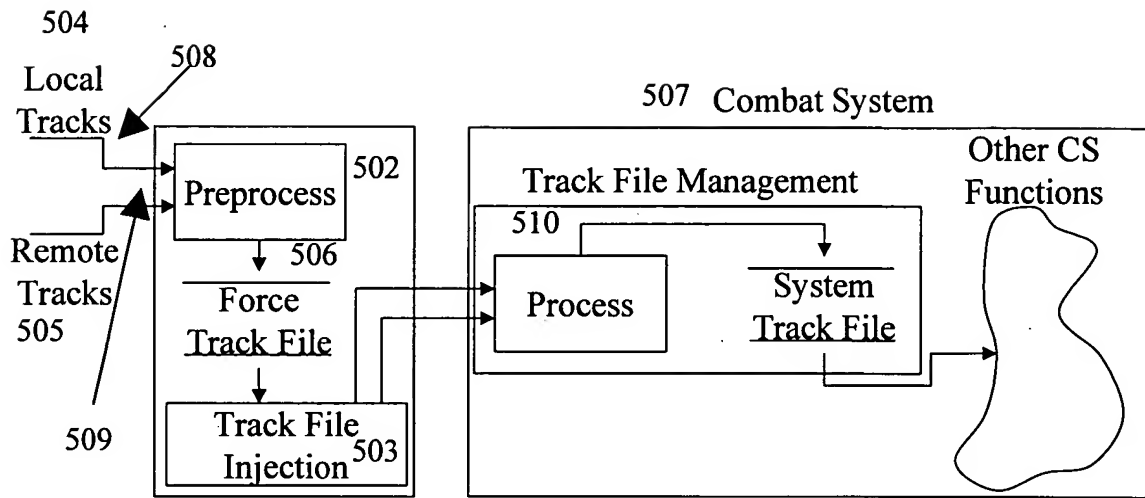 504
508
Local
Tracks
507 Combat System
Other CS
Functions
502
Preprocess
Track File Management
510
506
Remote
Tracks
505
Force
Track File
Process
System
Track File
509
Track File
Injection
503